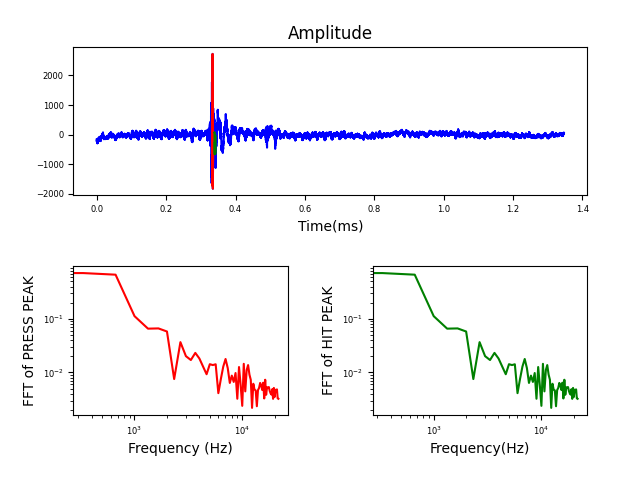 Amplitude
2000
1000
0
−1000
−2000
0.0 0.2 0.4 0.6 0.8 1.0 1.2 1.4
Time(ms)
FFT of PRESS PEAK
10⁻¹
10⁻²
10³ 10⁴
Frequency (Hz)
FFT of HIT PEAK
10⁻¹
10⁻²
10³ 10⁴
Frequency(Hz)